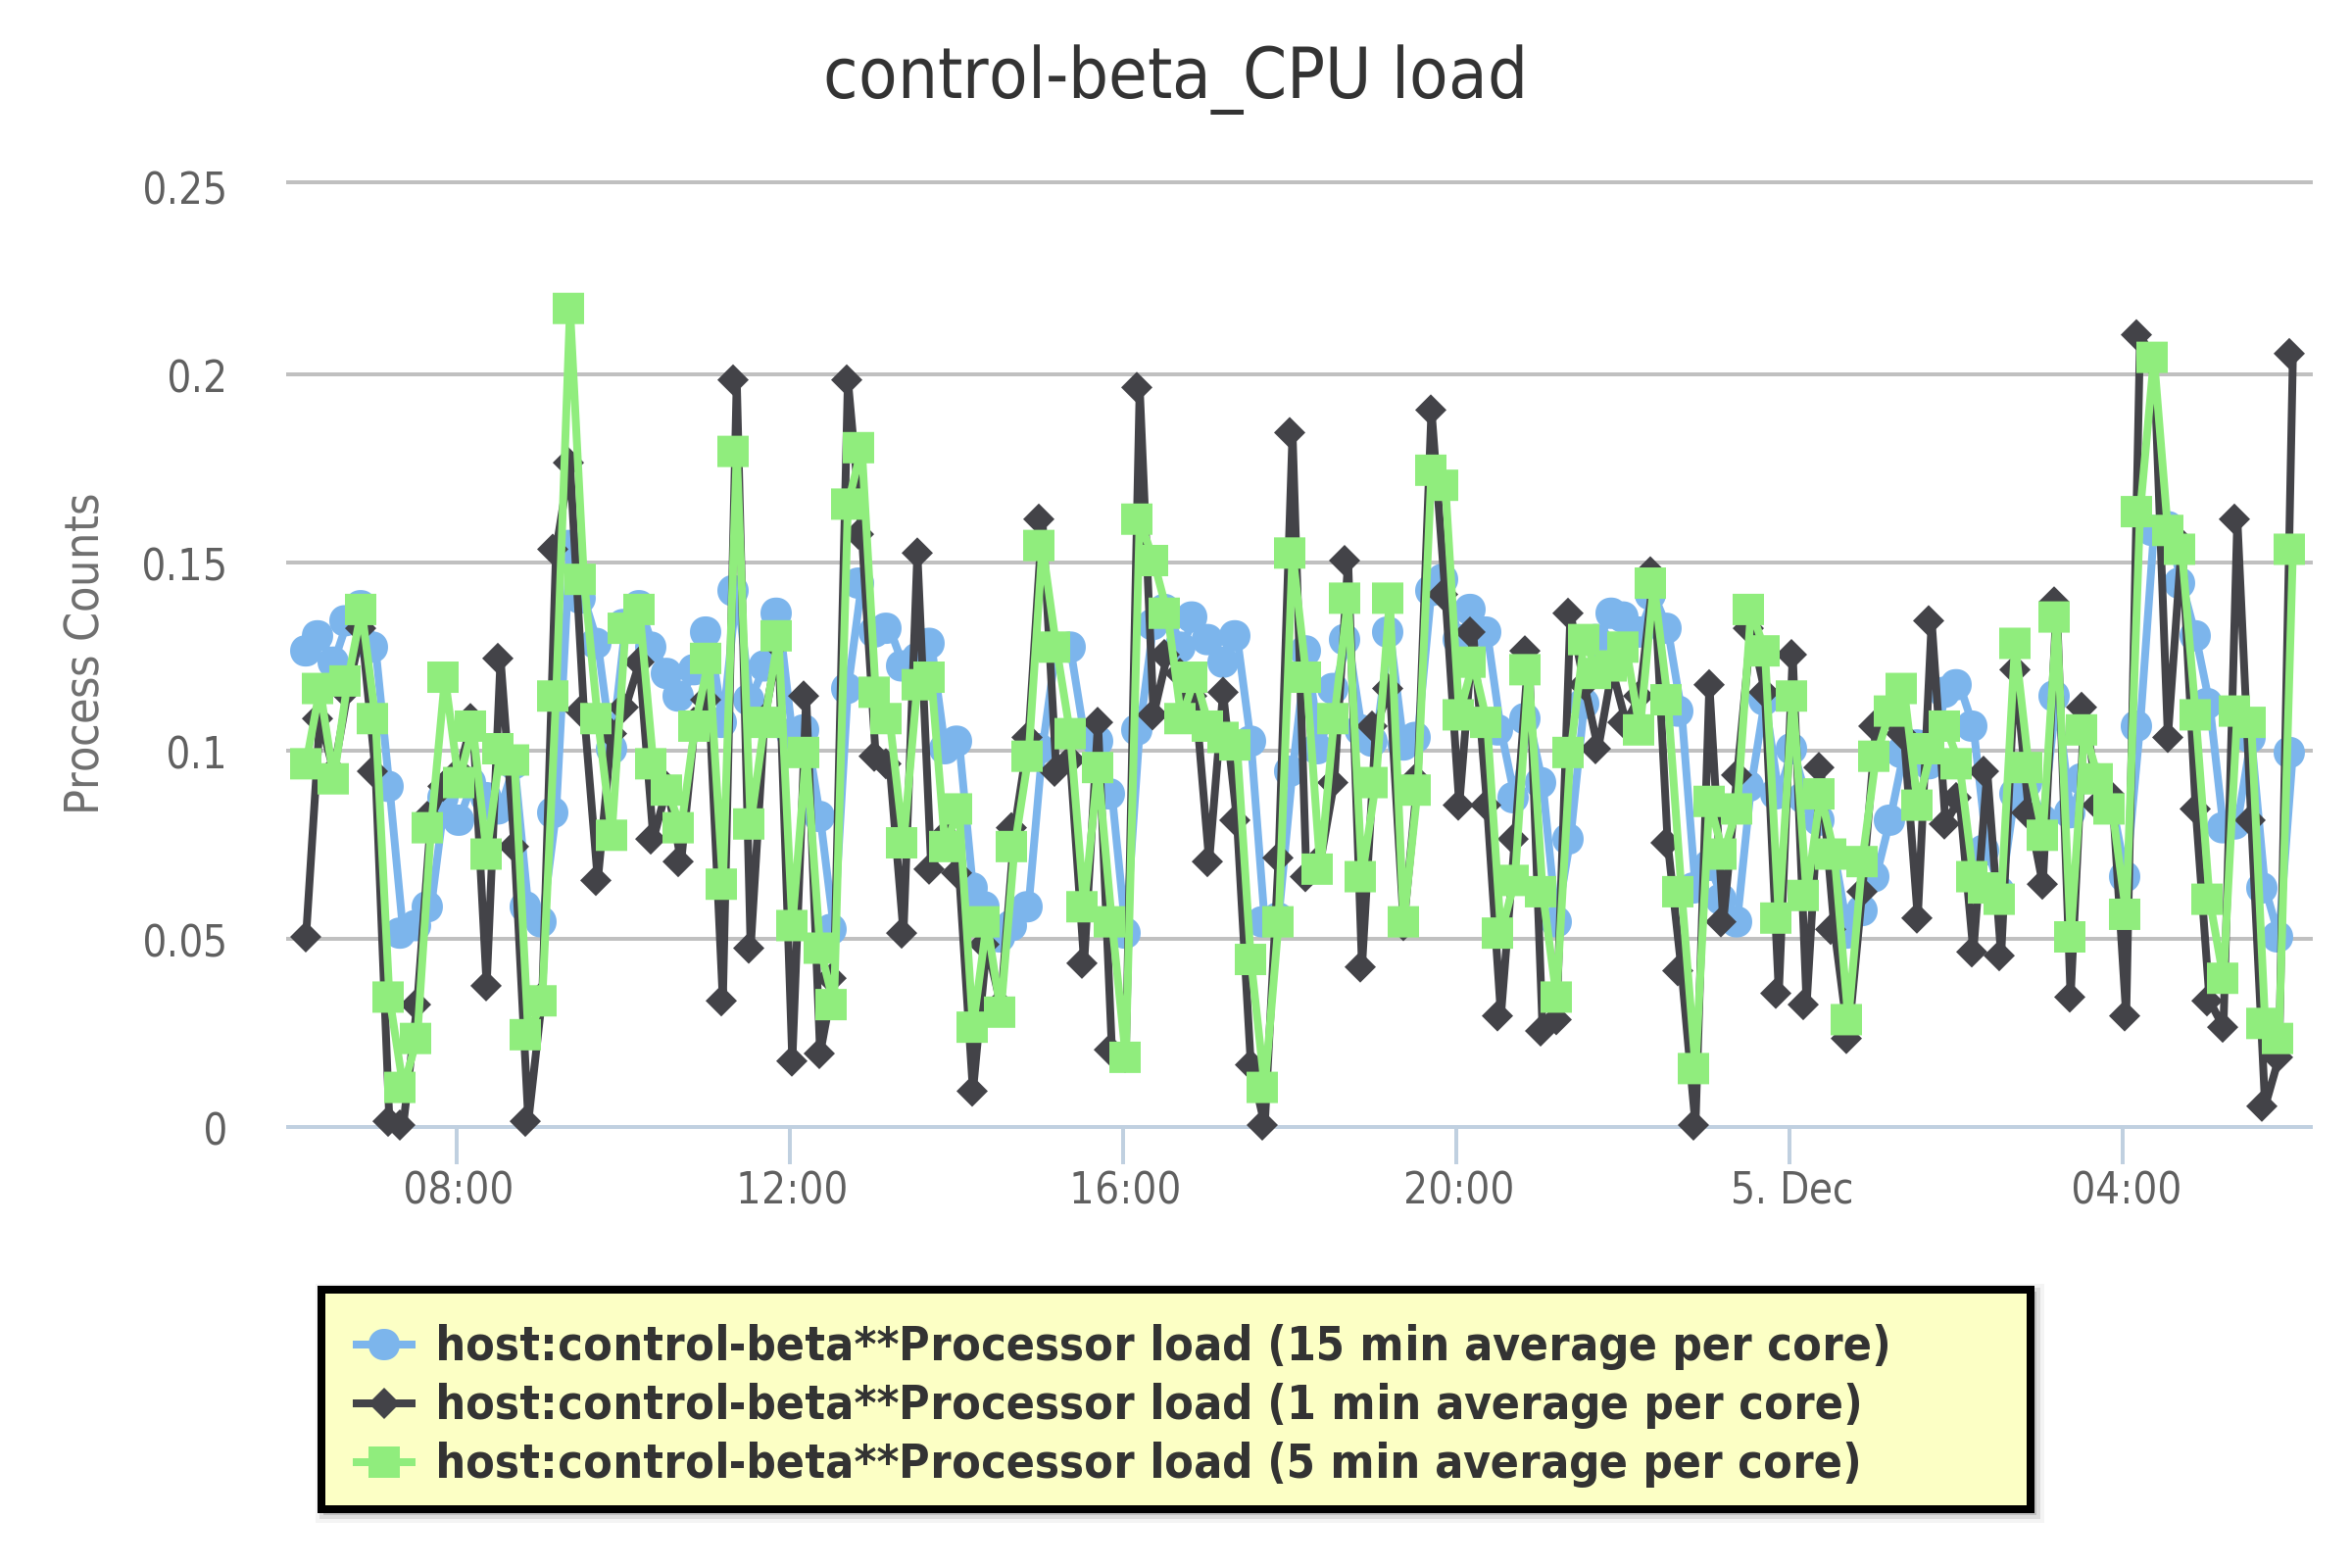 control-beta_CPU load
0.25
0.2
0.15
0.1
0.05
0
Process Counts
08:00
12:00
16:00
20:00
5. Dec
04:00
host:control-beta**Processor load (15 min average per core)
host:control-beta**Processor load (1 min average per core)
host:control-beta**Processor load (5 min average per core)